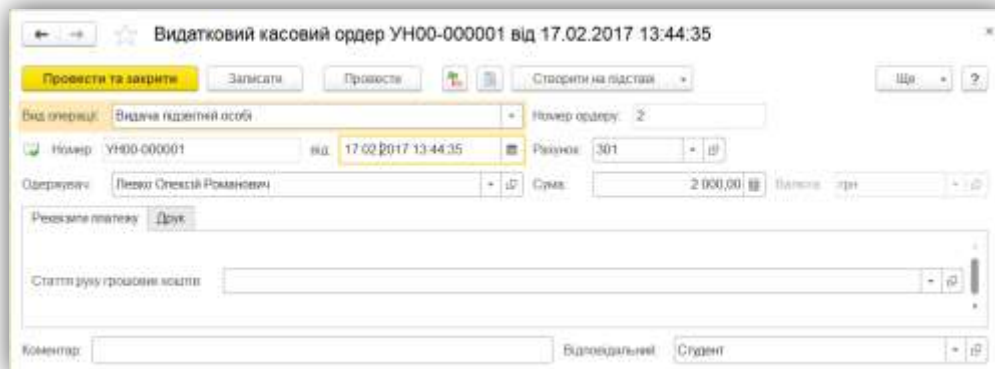 Видатковий касовий ордер УН00-000001 від 17.02.2017 13:44:35
Провести та закрити Записати Провести Створити на підставі Ще ?
Вид операції: Видача підзвітній особі Номер ордеру: 2
Номер: УН00-000001 від: 17.02.2017 13:44:35 Рахунок: 301
Одержувач: Левко Олексій Романович Сума: 2 000,00 Валюта: грн
Реквізити платежу Друк
Стаття руху грошових коштів:
Коментар: Відповідальний: Студент